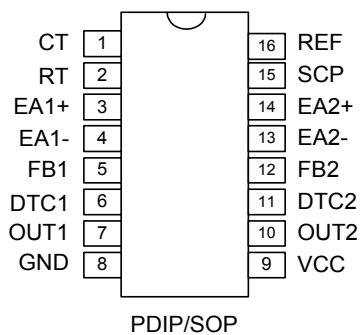 CT 1 16 REF
RT 2 15 SCP
EA1+ 3 14 EA2+
EA1- 4 13 EA2-
FB1 5 12 FB2
DTC1 6 11 DTC2
OUT1 7 10 OUT2
GND 8 9 VCC
PDIP/SOP